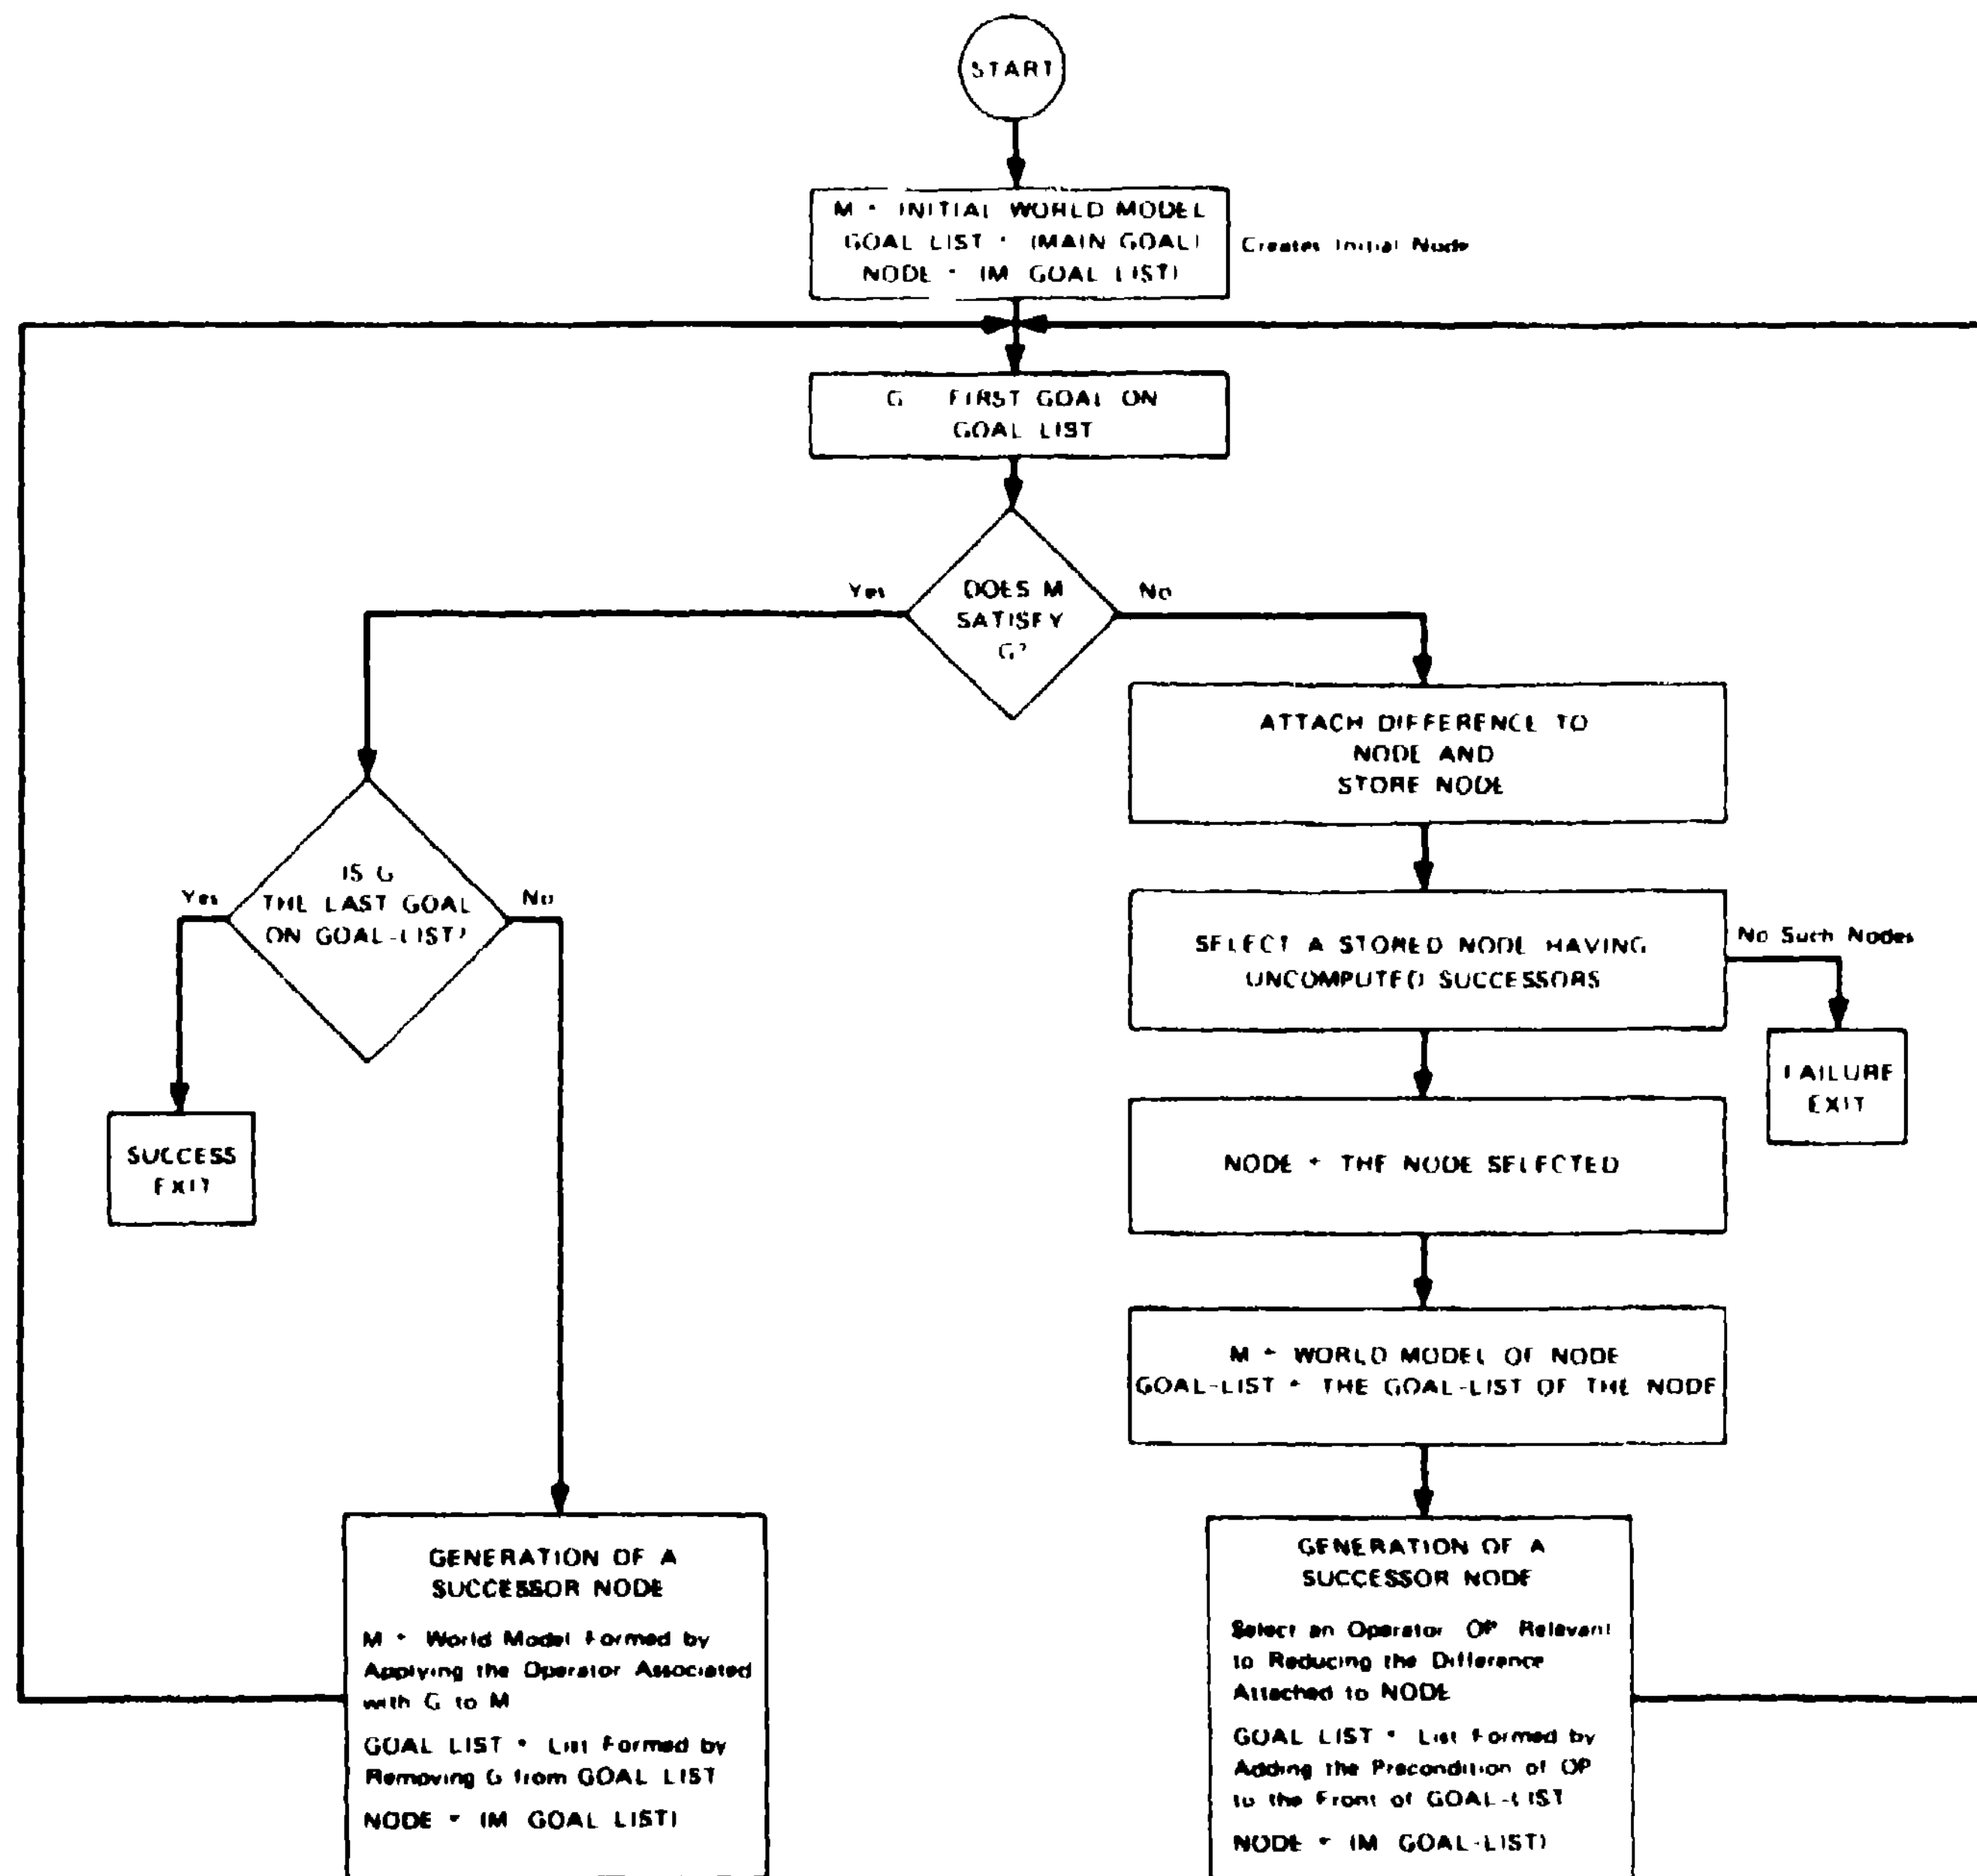 START
M ← INITIAL WORLD MODEL
GOAL LIST ← (MAIN GOAL)
NODE ← (M GOAL LIST)
Creates Initial Node
G FIRST GOAL ON
GOAL LIST
DOES M
SATISFY
G?
Yes
No
ATTACH DIFFERENCE TO
NODE AND
STORE NODE
IS G
THE LAST GOAL
ON GOAL-LIST?
Yes
No
SELECT A STORED NODE HAVING
UNCOMPUTED SUCCESSORS
No Such Nodes
FAILURE
EXIT
SUCCESS
EXIT
NODE ← THE NODE SELECTED
M ← WORLD MODEL OF NODE
GOAL-LIST ← THE GOAL-LIST OF THE NODE
GENERATION OF A
SUCCESSOR NODE
M ← World Model Formed by
Applying the Operator Associated
with G to M
GOAL LIST ← List Formed by
Removing G from GOAL LIST
NODE ← (M GOAL LIST)
GENERATION OF A
SUCCESSOR NODE
Select an Operator OP Relevant
to Reducing the Difference
Attached to NODE
GOAL LIST ← List Formed by
Adding the Precondition of OP
to the Front of GOAL-LIST
NODE ← (M GOAL-LIST)